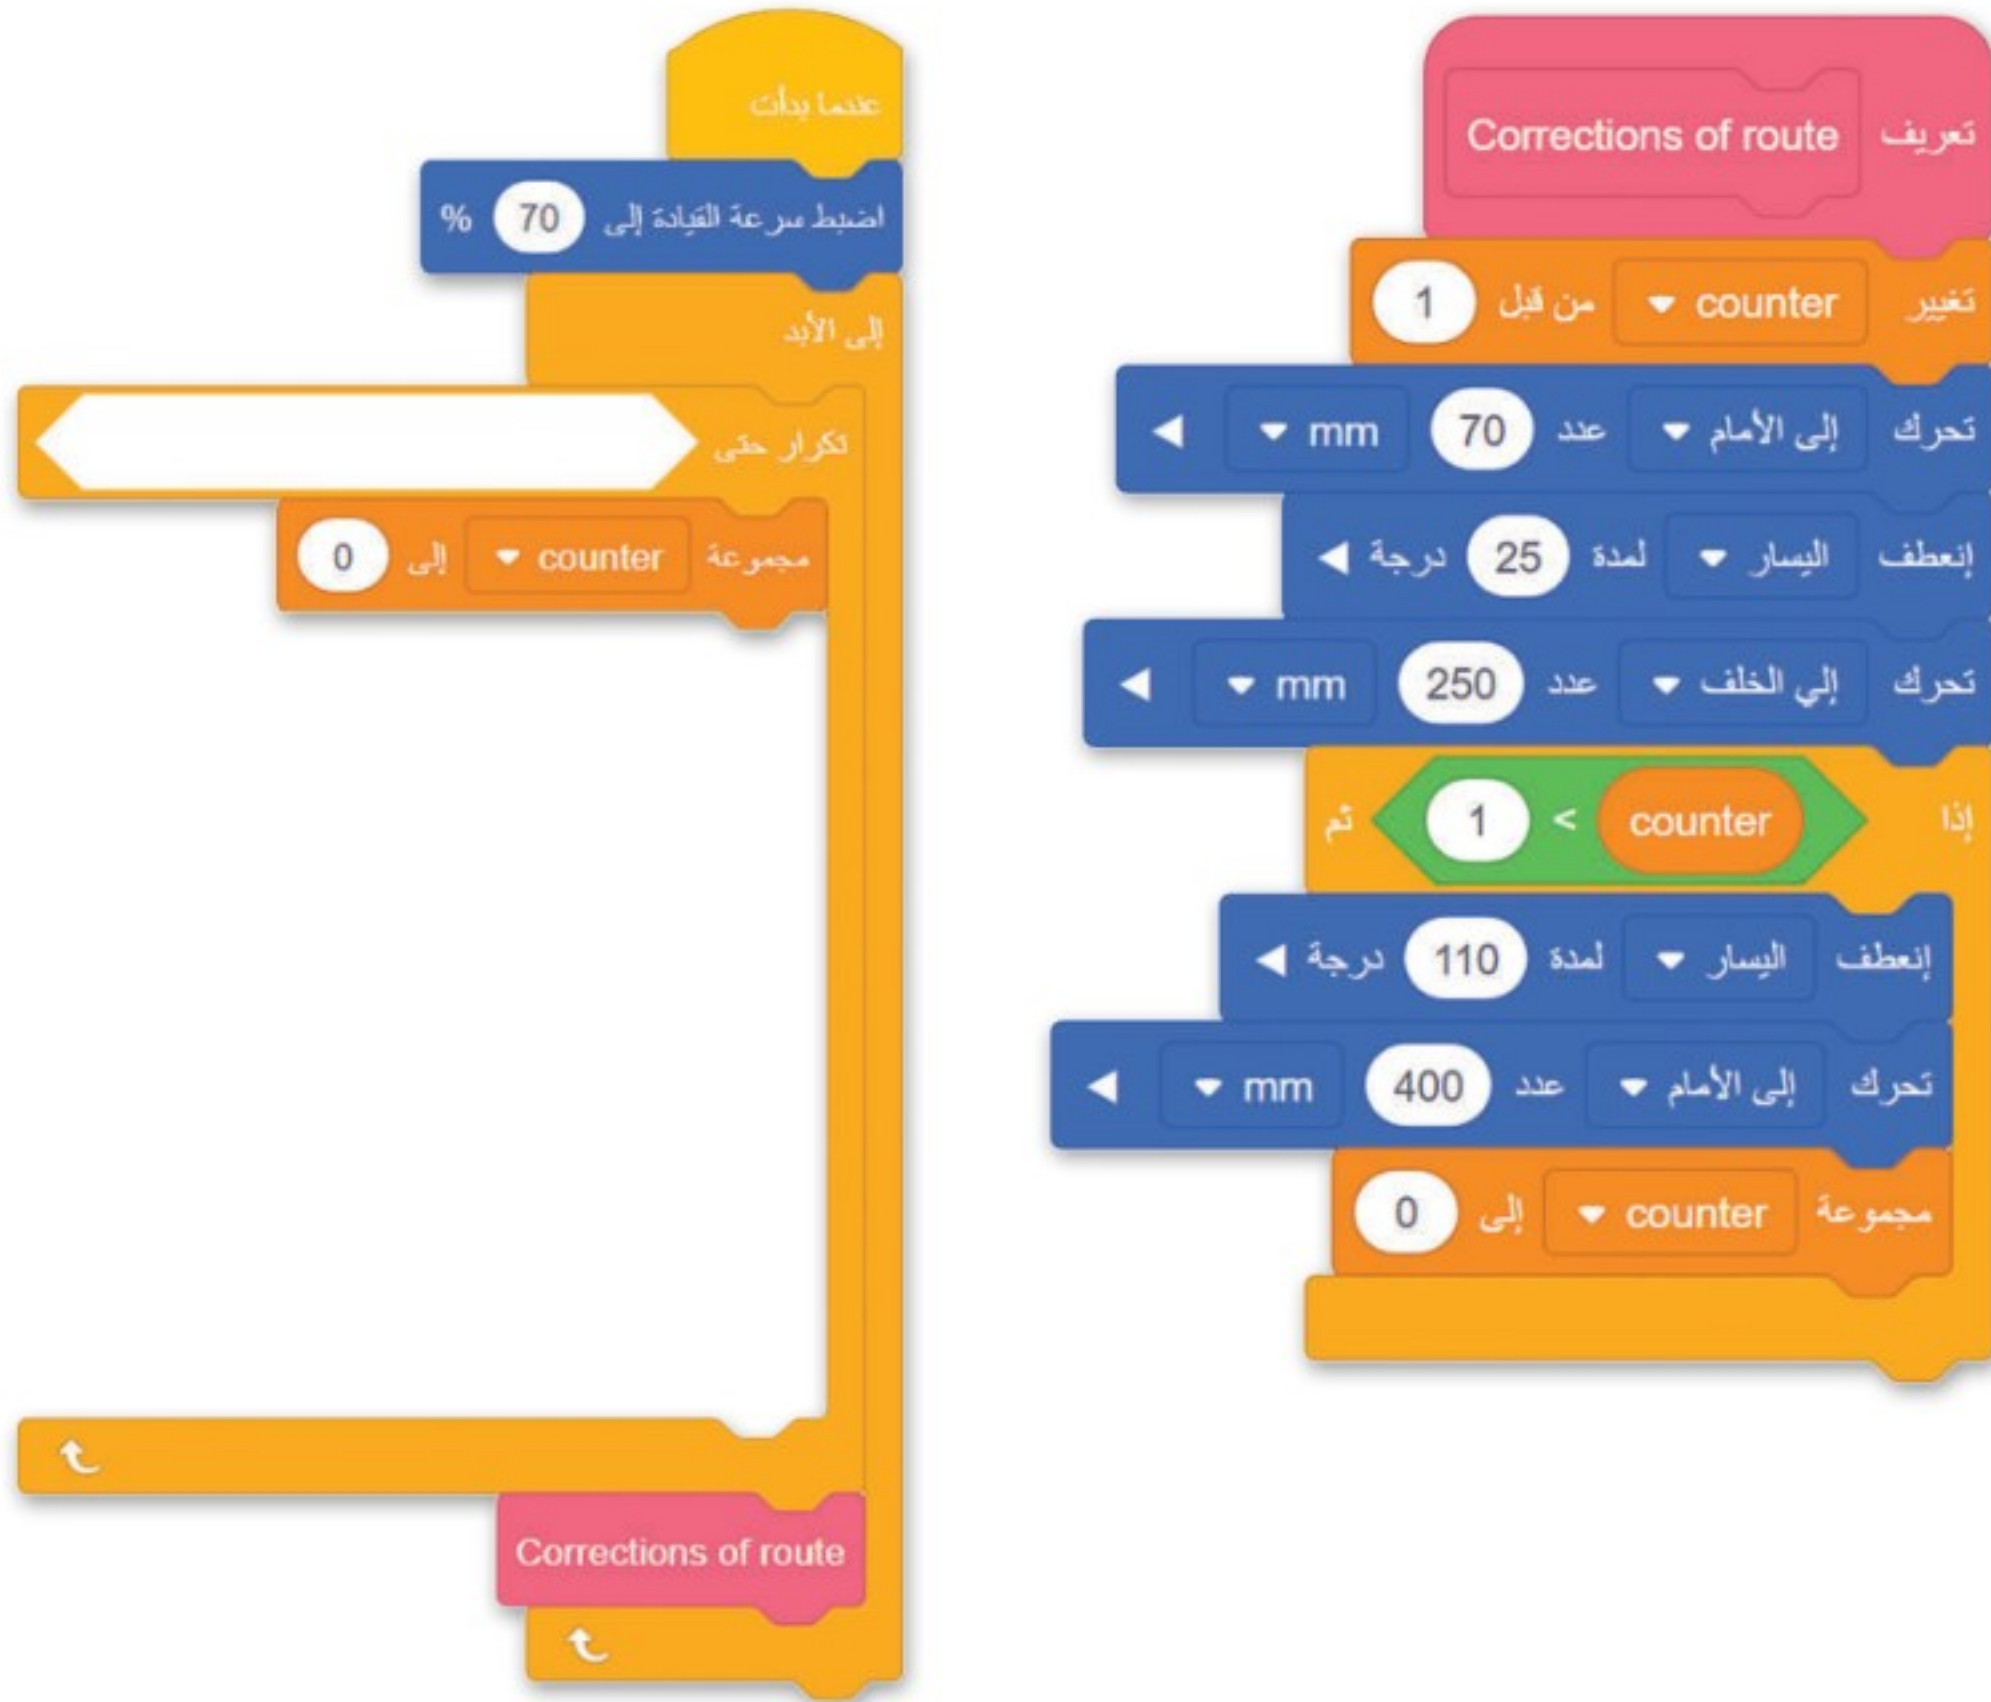 عندما بدأت
اضبط سرعة القيادة إلى 70 %
إلى الأبد
تكرار حتى
مجموعة counter إلى 0
Corrections of route
تعريف Corrections of route
تغيير counter من قبل 1
تحرك إلى الأمام عدد 70 mm
إنعطف اليسار لمدة 25 درجة
تحرك إلي الخلف عدد 250 mm
إذا counter < 1 ثم
إنعطف اليسار لمدة 110 درجة
تحرك إلى الأمام عدد 400 mm
مجموعة counter إلى 0